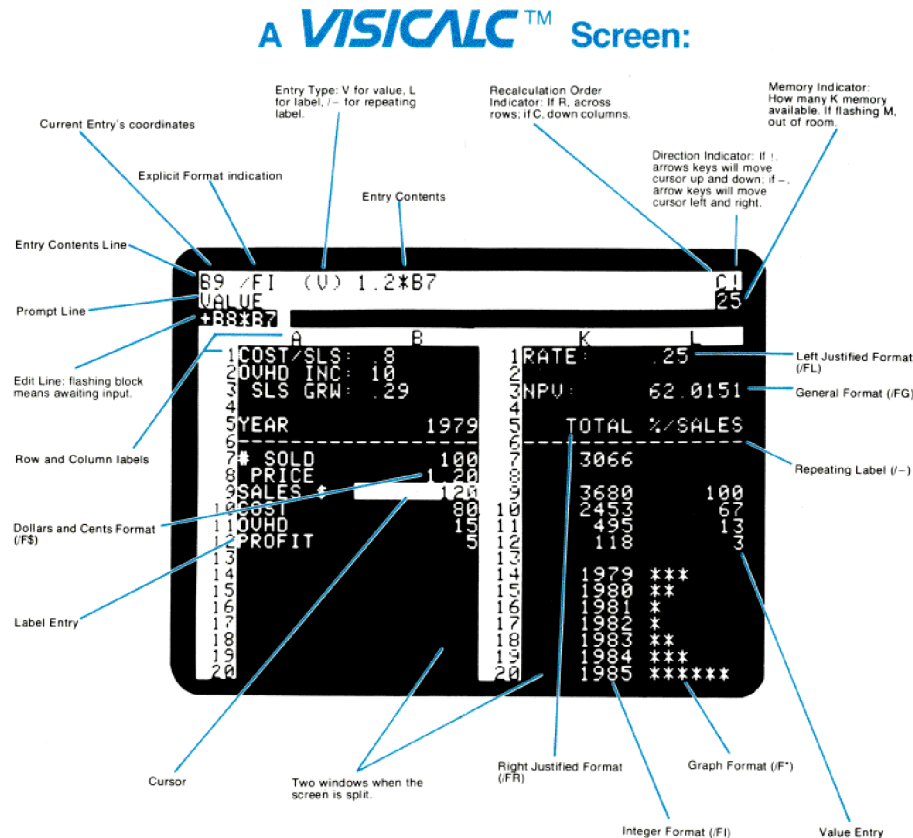 A VISICALC™ Screen:
Current Entry's coordinates
Explicit Format indication
Entry Type: V for value, L
for label, /– for repeating
label.
Entry Contents
Recalculation Order
Indicator: If R, across
rows; if C, down columns.
Memory Indicator:
How many K memory
available. If flashing M,
out of room.
Direction Indicator: If !,
arrows keys will move
cursor up and down; if –,
arrow keys will move
cursor left and right.
Entry Contents Line
Prompt Line
Edit Line: flashing block
means awaiting input.
Row and Column labels
Dollars and Cents Format
(/F$)
Label Entry
B9 /FI (V) 1.2*B7 C!
VALUE 25
+B8*B7
A B
1 COST/SLS: .8
2 OVHD INC: 10
3 SLS GRW: .29
4
5 YEAR 1979
6 --------------------
7 # SOLD 100
8 PRICE 1.20
9 SALES $ 120
10 COST 80
11 OVHD 15
12 PROFIT 5
13
14
15
16
17
18
19
20
K L
1 RATE: .25
2
3 NPV: 62.0151
4
5 TOTAL %/SALES
6 ------------------
7 3066
8
9 3680 100
10 2453 67
11 495 13
12 118 3
13
14 1979 ***
15 1980 **
16 1981 *
17 1982 *
18 1983 **
19 1984 ***
20 1985 ******
Left Justified Format
(/FL)
General Format (/FG)
Repeating Label (/–)
Cursor
Two windows when the
screen is split.
Right Justified Format
(/FR)
Graph Format (/F*)
Integer Format (/FI)
Value Entry